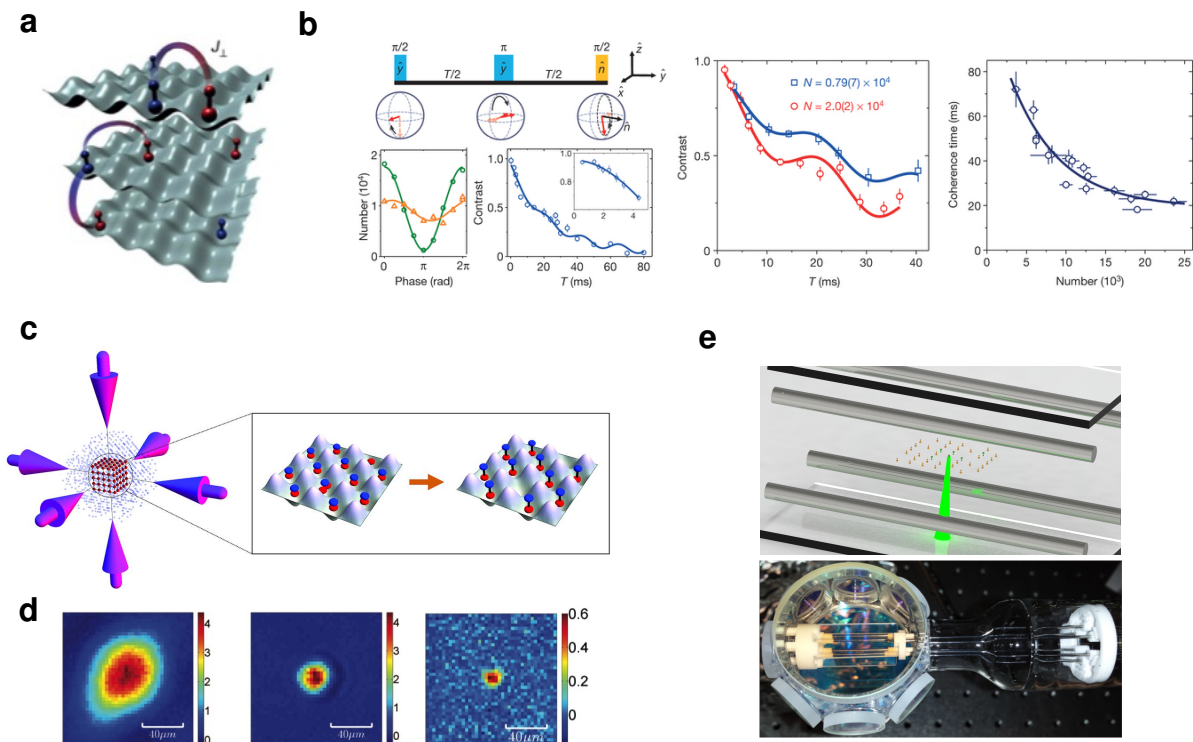 a
J⊥
b
π/2
π
π/2
ŷ
T/2
ŷ
T/2
n̂
ẑ
ŷ
x̂
n̂
Number (10⁴)
2
1
0
0
π
2π
Phase (rad)
Contrast
1.0
0.5
0.0
0
20
40
60
80
T (ms)
1.0
0.8
0
2
4
Contrast
1.0
0.5
0
0
10
20
30
40
T (ms)
N = 0.79(7) × 10⁴
N = 2.0(2) × 10⁴
Coherence time (ms)
80
60
40
20
0
0
5
10
15
20
25
Number (10³)
c
d
40μm
4
3
2
1
0
40μm
4
3
2
1
0
40μm
0.6
0.4
0.2
0
e